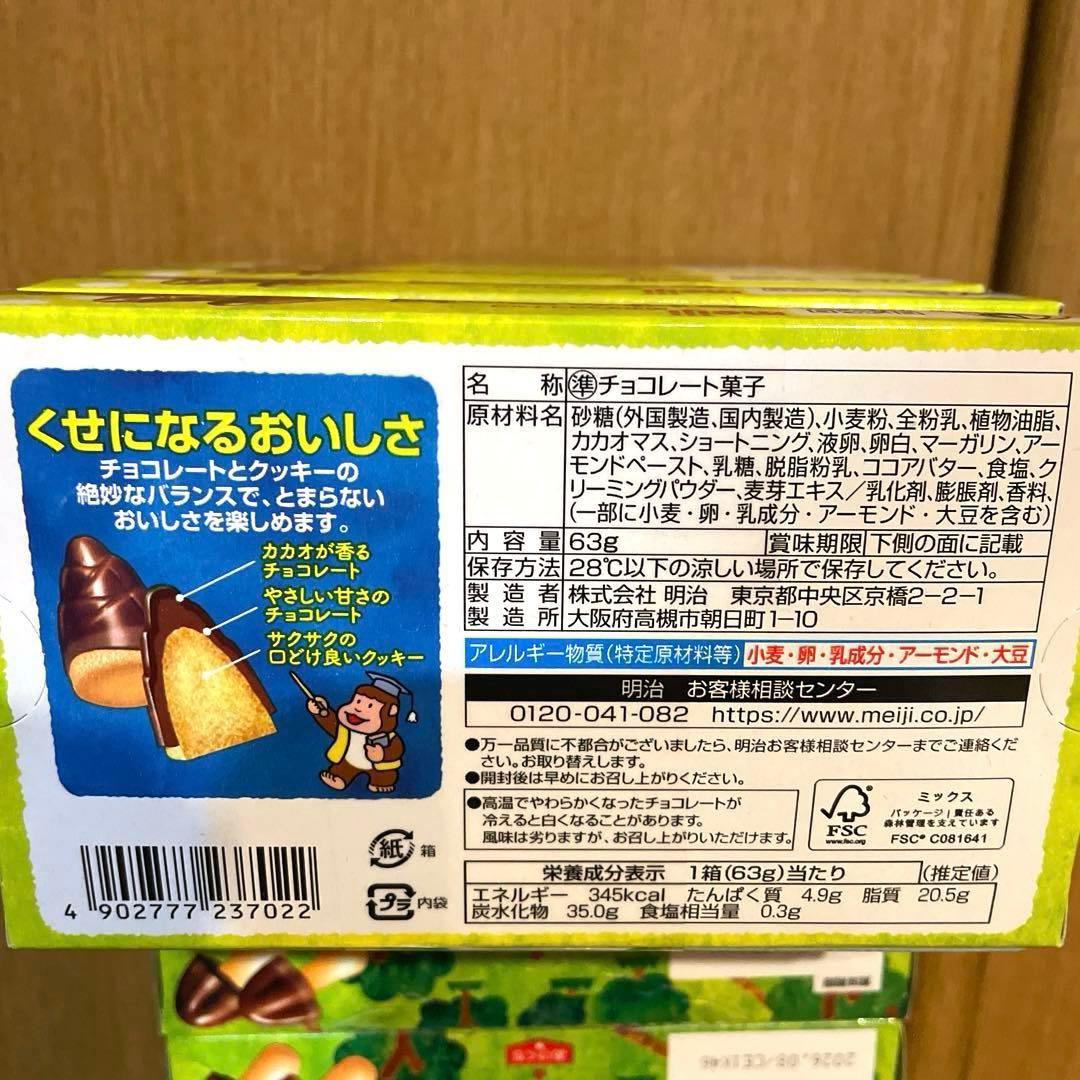 meiji
くせになるおいしさ
チョコレートとクッキーの
絶妙なバランスで、とまらない
おいしさを楽しめます。
カカオが香る
チョコレート
やさしい甘さの
チョコレート
サクサクの
口どけ良いクッキー
名 称 ㊜チョコレート菓子
原材料名 砂糖(外国製造、国内製造)、小麦粉、全粉乳、植物油脂、
カカオマス、ショートニング、液卵、卵白、マーガリン、アー
モンドペースト、乳糖、脱脂粉乳、ココアバター、食塩、ク
リーミングパウダー、麦芽エキス/乳化剤、膨脹剤、香料、
(一部に小麦・卵・乳成分・アーモンド・大豆を含む)
内容量 63g 賞味期限 下側の面に記載
保存方法 28℃以下の涼しい場所で保存してください。
製造者 株式会社 明治 東京都中央区京橋2-2-1
製造所 大阪府高槻市朝日町1-10
アレルギー物質(特定原材料等) 小麦・卵・乳成分・アーモンド・大豆
明治 お客様相談センター
0120-041-082 https://www.meiji.co.jp/
●万一品質に不都合がございましたら、明治お客様相談センターまでご連絡くだ
さい。お取り替えします。
●開封後は早めにお召し上がりください。
●高温でやわらかくなったチョコレートが
冷えると白くなることがあります。
風味は劣りますが、お召し上がりいただけます。
FSC
www.fsc.org
ミックス
パッケージ|責任ある
森林管理を支えています
FSC® C081641
紙 箱
プラ 内袋
4 902777 237022
栄養成分表示 1箱(63g)当たり (推定値)
エネルギー 345kcal たんぱく質 4.9g 脂質 20.5g
炭水化物 35.0g 食塩相当量 0.3g